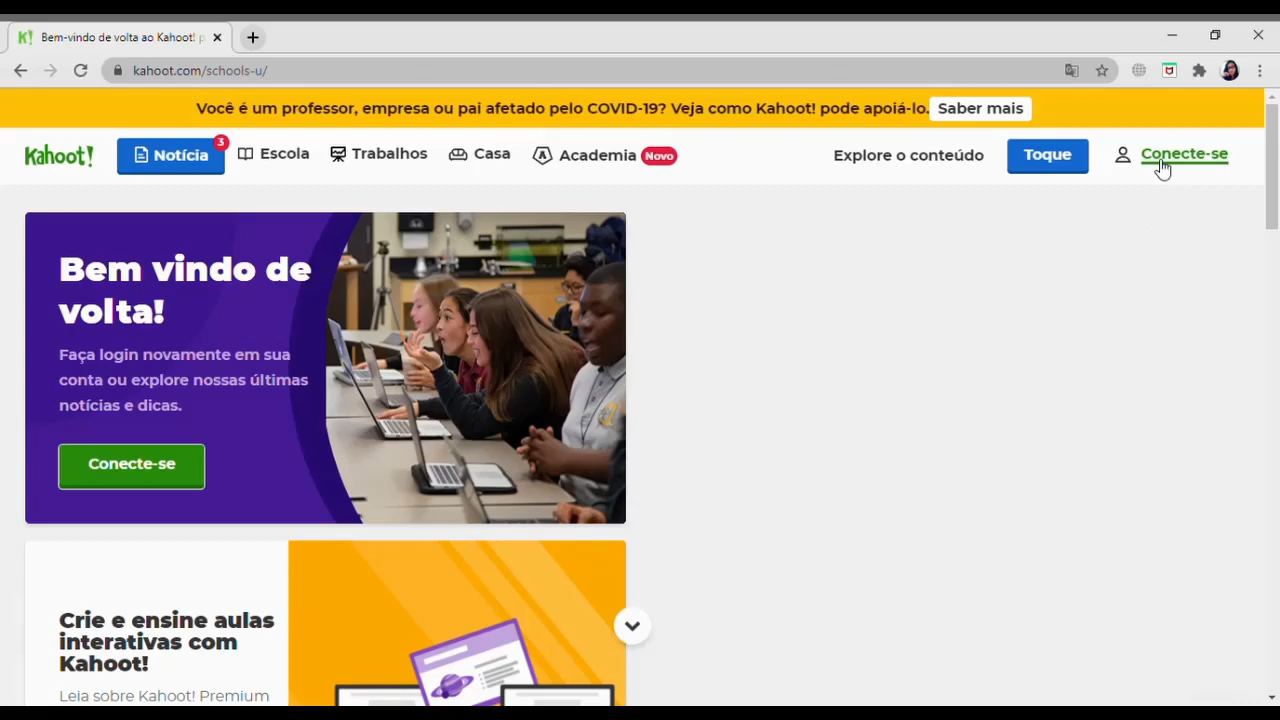 K! Bem-vindo de volta ao Kahoot! p
kahoot.com/schools-u/
Você é um professor, empresa ou pai afetado pelo COVID-19? Veja como Kahoot! pode apoiá-lo. Saber mais
Kahoot! Notícia 3 Escola Trabalhos Casa Academia Novo Explore o conteúdo Toque Conecte-se
Bem vindo de
volta!
Faça login novamente em sua
conta ou explore nossas últimas
notícias e dicas.
Conecte-se
Crie e ensine aulas
interativas com
Kahoot!
Leia sobre Kahoot! Premium